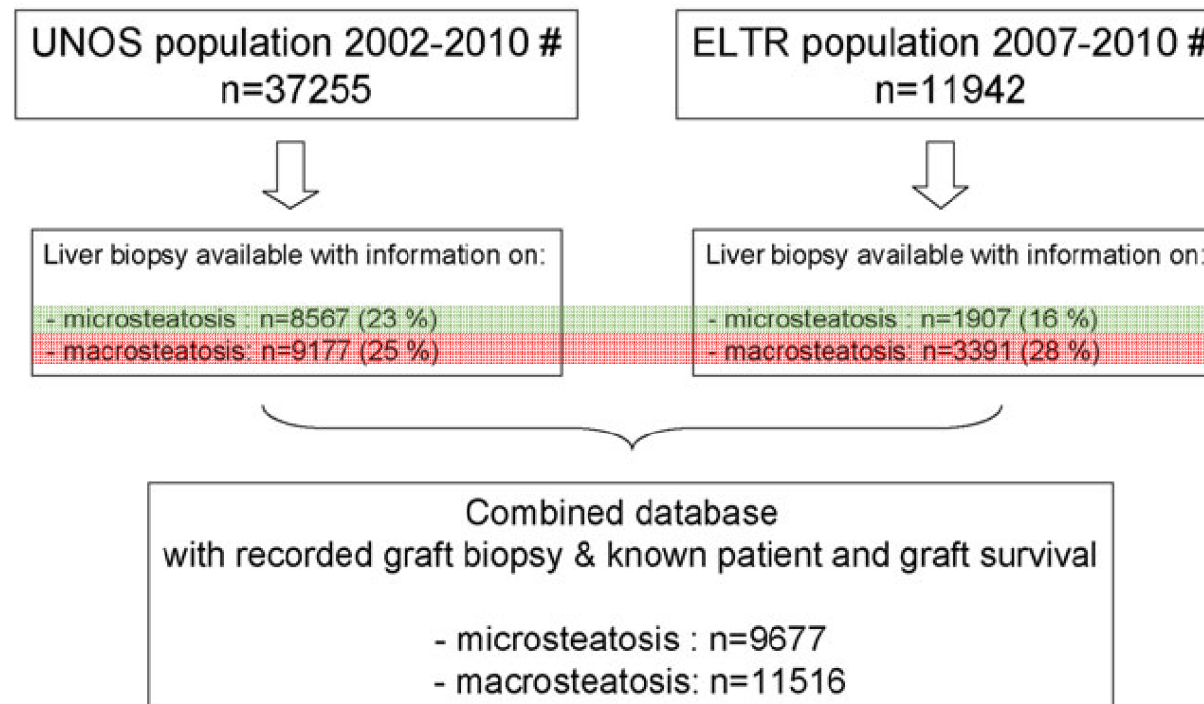 UNOS population 2002-2010 #
n=37255
ELTR population 2007-2010 #
n=11942
Liver biopsy available with information on:
- microsteatosis : n=8567 (23 %)
- macrosteatosis: n=9177 (25 %)
Liver biopsy available with information on:
- microsteatosis : n=1907 (16 %)
- macrosteatosis: n=3391 (28 %)
Combined database
with recorded graft biopsy & known patient and graft survival
- microsteatosis : n=9677
- macrosteatosis: n=11516